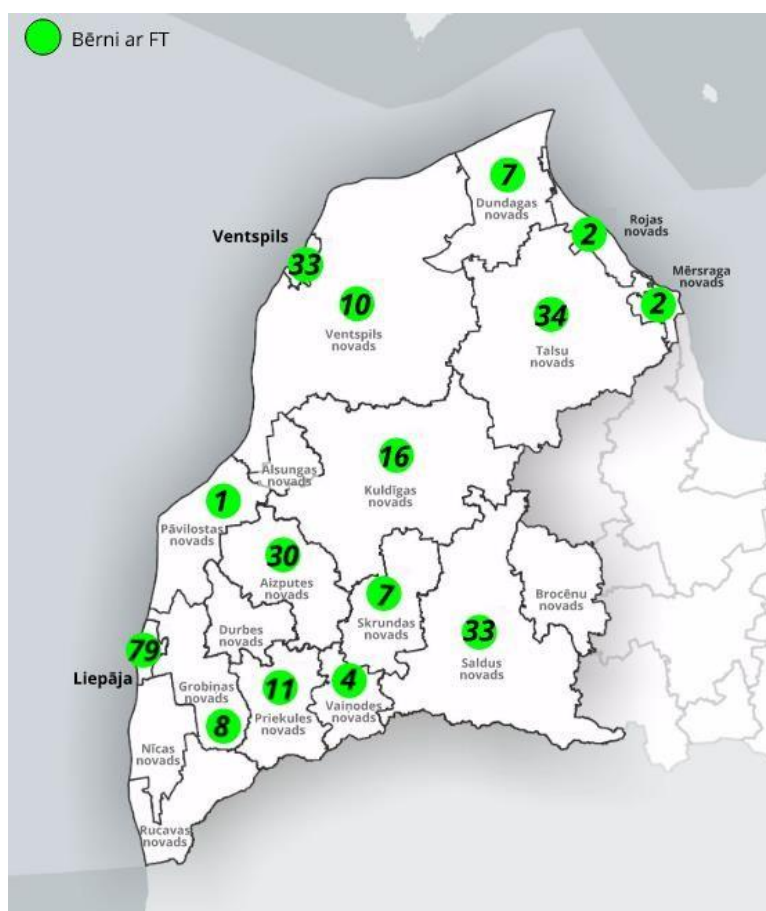 Bērni ar FT
7
Dundagas
novads
2
Rojas
novads
Ventspils
33
Mērsraga
novads
2
10
Ventspils
novads
34
Talsu
novads
16
Kuldīgas
novads
Alsungas
novads
1
Pāvilostas
novads
30
Aizputes
novads
7
Skrundas
novads
Brocēnu
novads
33
Saldus
novads
Durbes
novads
79
Liepāja
Grobiņas
novads
8
11
Priekules
novads
4
Vaiņodes
novads
Nīcas
novads
Rucavas
novads